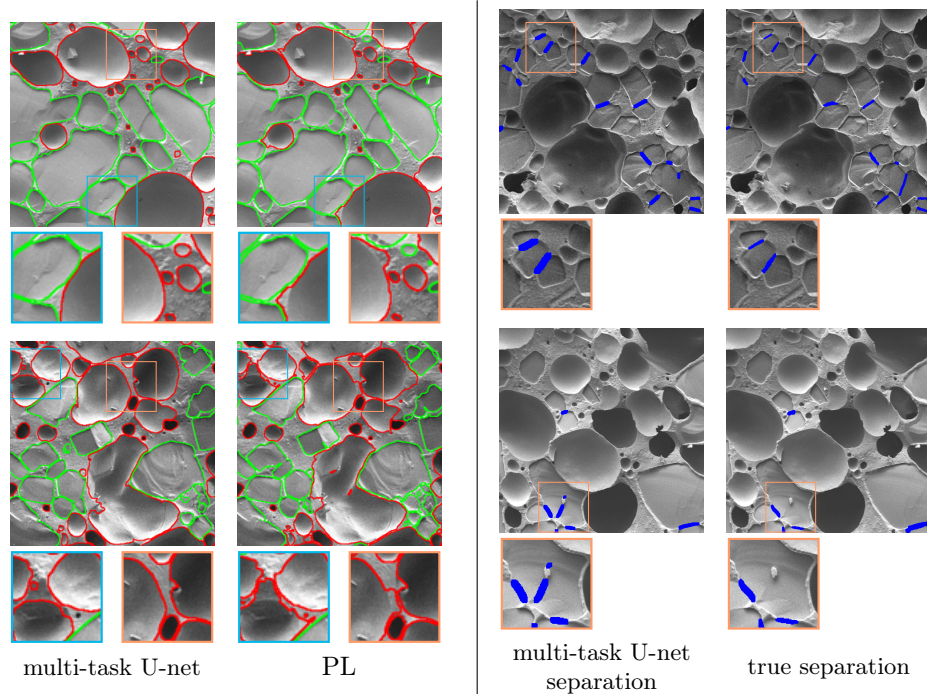 multi-task U-net
PL
multi-task U-net
separation
true separation